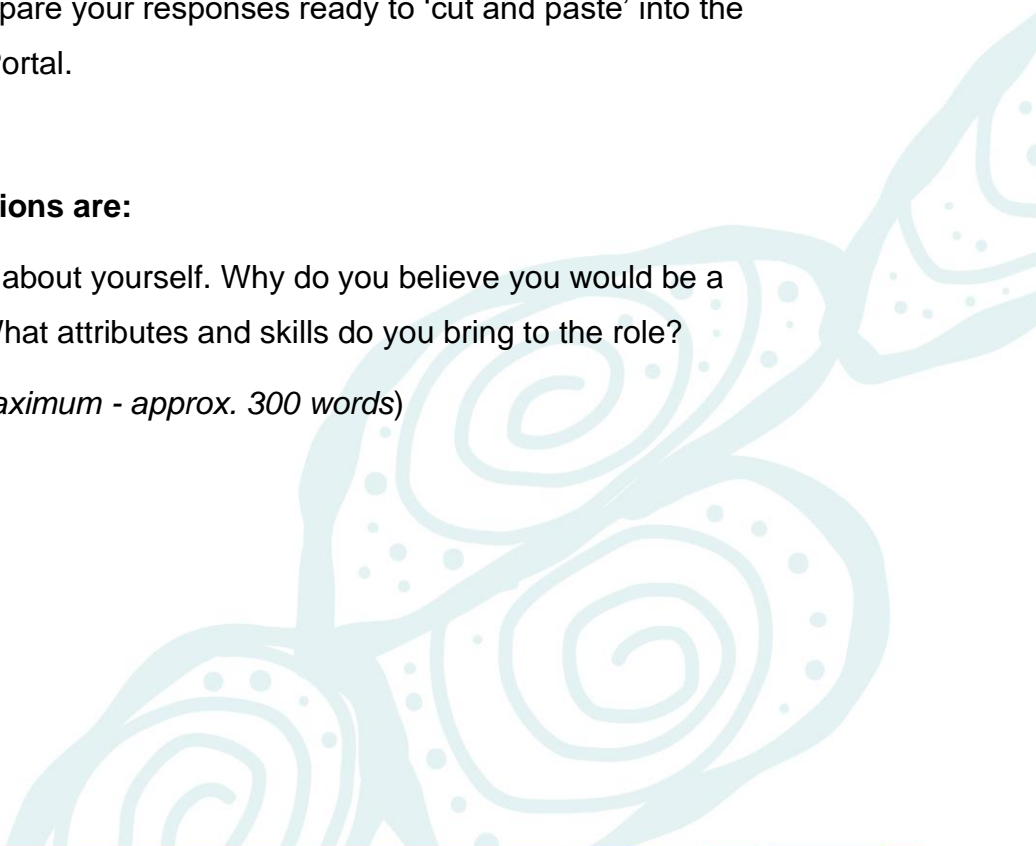 pare your responses ready to ‘cut and paste’ into the
ortal.
ions are:
about yourself. Why do you believe you would be a
hat attributes and skills do you bring to the role?
aximum - approx. 300 words)